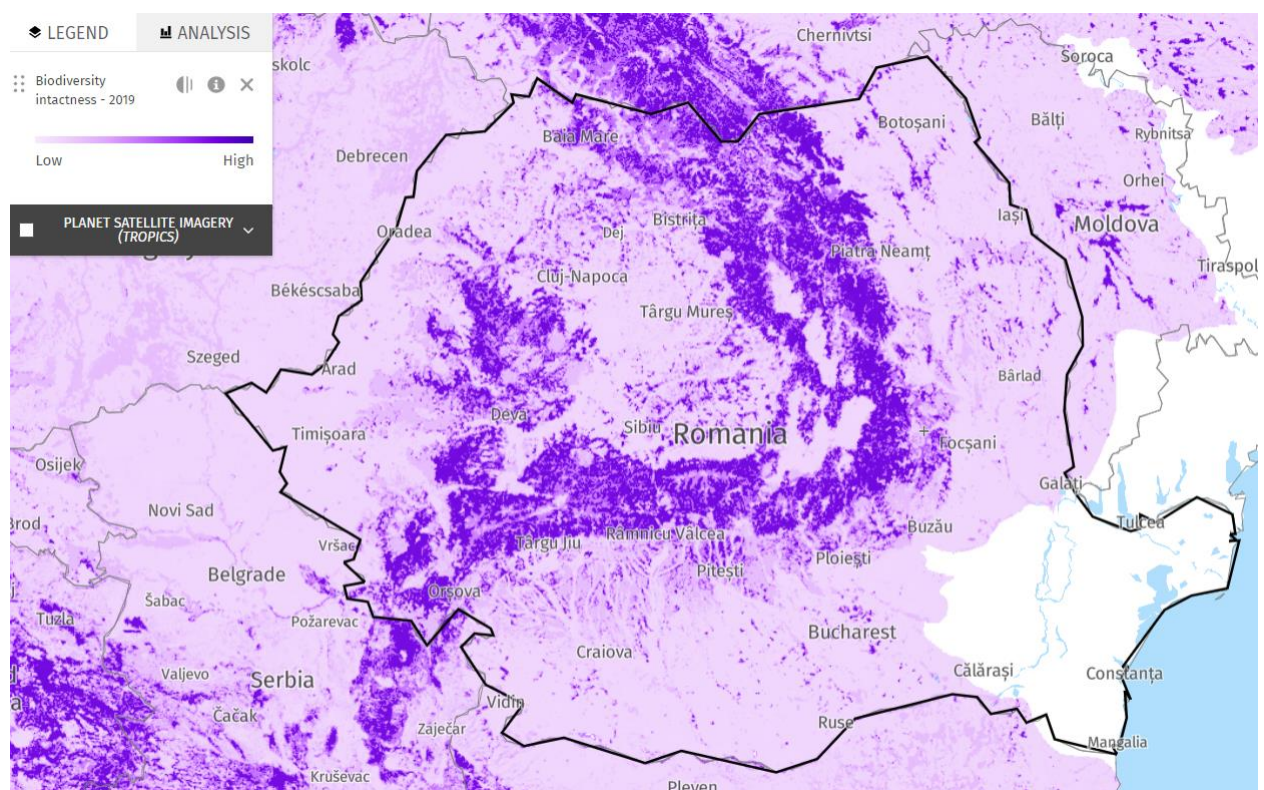 LEGEND
ANALYSIS
Biodiversity
intactness - 2019
Low
High
PLANET SATELLITE IMAGERY
(TROPICS)
skolc
Chernivtsi
Soroca
Baia Mare
Botoșani
Bălți
Rybnitsa
Debrecen
Orhei
Oradea
Dej
Bistrița
Iași
Moldova
Piatra Neamț
Tiraspol
Békéscsaba
Cluj-Napoca
Târgu Mureș
Szeged
Arad
Bârlad
Deva
Timișoara
Sibiu
Romania
Focșani
Osijek
Galați
Novi Sad
Brod
Tulcea
Vršac
Târgu Jiu
Râmnicu Vâlcea
Buzău
Ploiești
Pitești
Belgrade
Orșova
Šabac
Tuzla
Požarevac
Bucharest
Craiova
Valjevo
Serbia
Călărași
Constanța
Vidin
Čačak
Zaječar
Ruse
Mangalia
Kruševac
Pleven